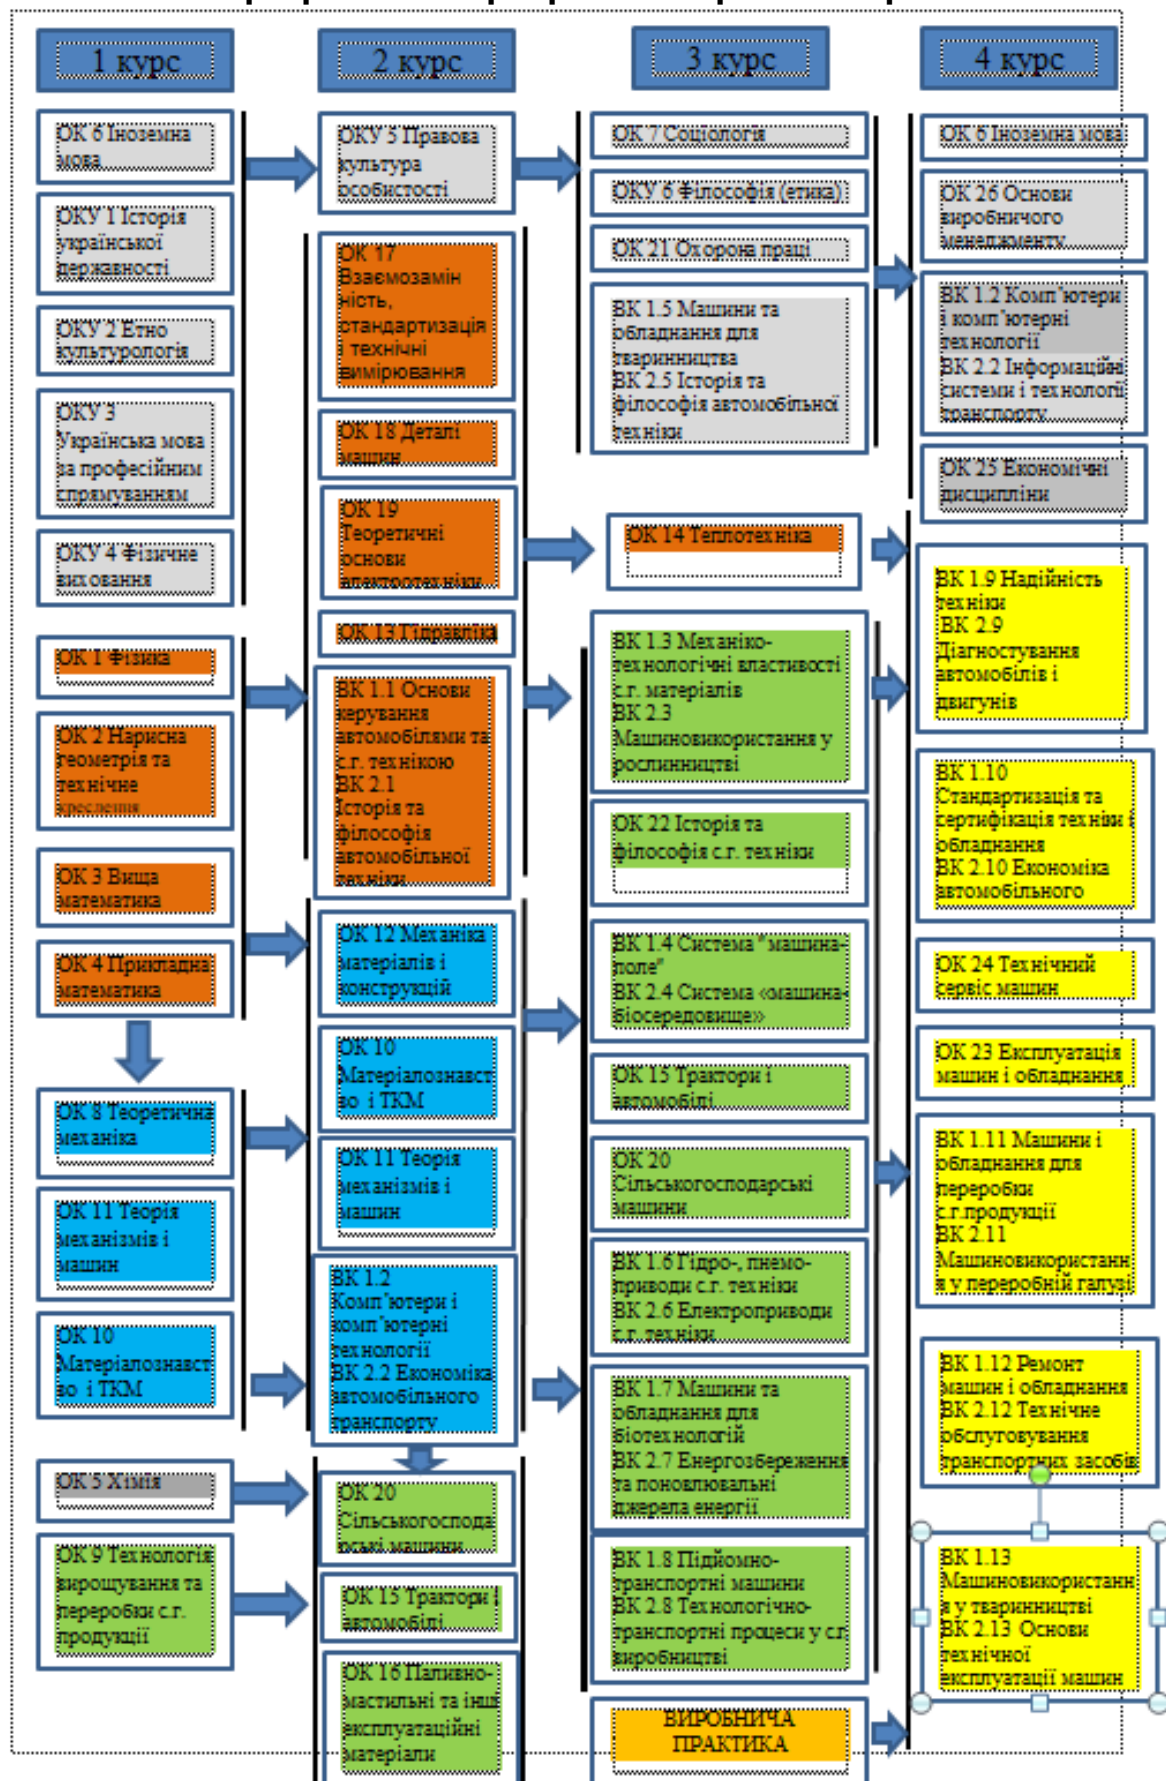 1 курс
ОК 6 Іноземна
мова
ОКУ 1 Історія
української
державності
ОКУ 2 Етно
культурологія
ОКУ 3
Українська мова
за професійним
спрямуванням
ОКУ 4 Фізичне
виховання
ОК 1 Фізика
ОК 2 Нарисна
геометрія та
технічне
креслення
ОК 3 Вища
математика
ОК 4 Прикладна
математика
ОК 8 Теоретична
механіка
ОК 11 Теорія
механізмів і
машин
ОК 10
Матеріалознавст
во і ТКМ
ОК 5 Хімія
ОК 9 Технологія
вирощування та
переробки с.г.
продукції
2 курс
ОКУ 5 Правова
культура
особистості
ОК 17
Взаємозамін
ність,
стандартизація
і технічні
вимірювання
ОК 18 Деталі
машин
ОК 19
Теоретичні
основи
електротехніки
ОК 13 Гідравліка
ВК 1.1 Основи
керування
автомобілями та
с.г. технікою
ВК 2.1
Історія та
філософія
автомобільної
техніки
ОК 12 Механіка
матеріалів і
конструкцій
ОК 10
Матеріалознавст
во і ТКМ
ОК 11 Теорія
механізмів і
машин
ВК 1.2
Комп'ютери і
комп'ютерні
технології
ВК 2.2 Економіка
автомобільного
транспорту
ОК 20
Сільськогоспода
рські машини
ОК 15 Трактори і
автомобілі
ОК 16 Паливно-
мастильні та інші
експлуатаційні
матеріали
3 курс
ОК 7 Соціологія
ОКУ 6 Філософія (етика)
ОК 21 Охорона праці
ВК 1.5 Машини та
обладнання для
тваринництва
ВК 2.5 Історія та
філософія автомобільної
техніки
ОК 14 Теплотехніка
ВК 1.3 Механіко-
технологічні властивості
с.г. матеріалів
ВК 2.3
Машиновикористання у
рослинництві
ОК 22 Історія та
філософія с.г. техніки
ВК 1.4 Система "машина-
поле"
ВК 2.4 Система «машина-
біосередовище»
ОК 15 Трактори і
автомобілі
ОК 20
Сільськогосподарські
машини
ВК 1.6 Гідро-, пнемо-
приводи с.г. техніки
ВК 2.6 Електроприводи
с.г. техніки
ВК 1.7 Машини та
обладнання для
біотехнологій
ВК 2.7 Енергозбереження
та поновлювальні
джерела енергії
ВК 1.8 Підйомно-
транспортні машини
ВК 2.8 Технологічно-
транспортні процеси у с.г
виробництві
ВИРОБНИЧА
ПРАКТИКА
4 курс
ОК 6 Іноземна мова
ОК 26 Основи
виробничого
менеджменту
ВК 1.2 Комп'ютери
і комп'ютерні
технології
ВК 2.2 Інформаційні
системи і технології
транспорту
ОК 25 Економічні
дисципліни
ВК 1.9 Надійність
техніки
ВК 2.9
Діагностування
автомобілів і
двигунів
ВК 1.10
Стандартизація та
сертифікація техніки і
обладнання
ВК 2.10 Економіка
автомобільного
ОК 24 Технічний
сервіс машин
ОК 23 Експлуатація
машин і обладнання
ВК 1.11 Машини і
обладнання для
переробки
с.г.продукції
ВК 2.11
Машиновикористанн
я у переробній галузі
ВК 1.12 Ремонт
машин і обладнання
ВК 2.12 Технічне
обслуговування
транспортних засобів
ВК 1.13
Машиновикористанн
я у тваринництві
ВК 2.13 Основи
технічної
експлуатації машин